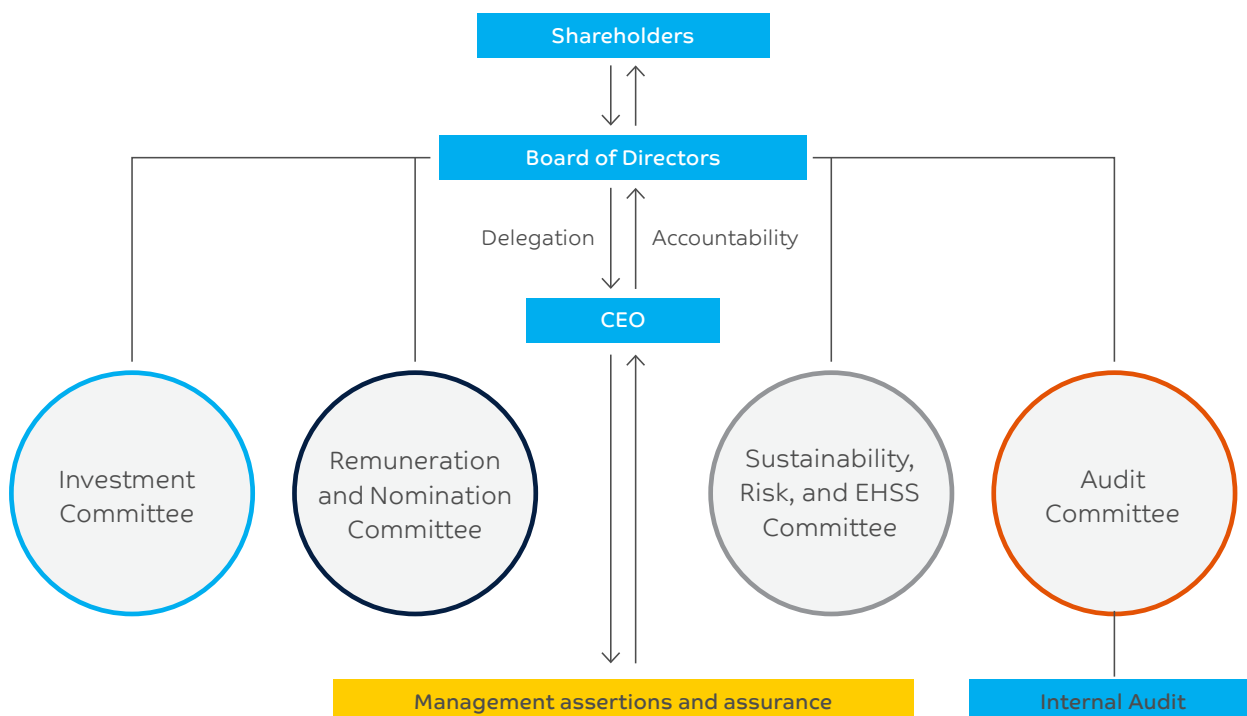 Shareholders
Board of Directors
Delegation
Accountability
CEO
Investment
Committee
Remuneration
and Nomination
Committee
Sustainability,
Risk, and EHSS
Committee
Audit
Committee
Management assertions and assurance
Internal Audit